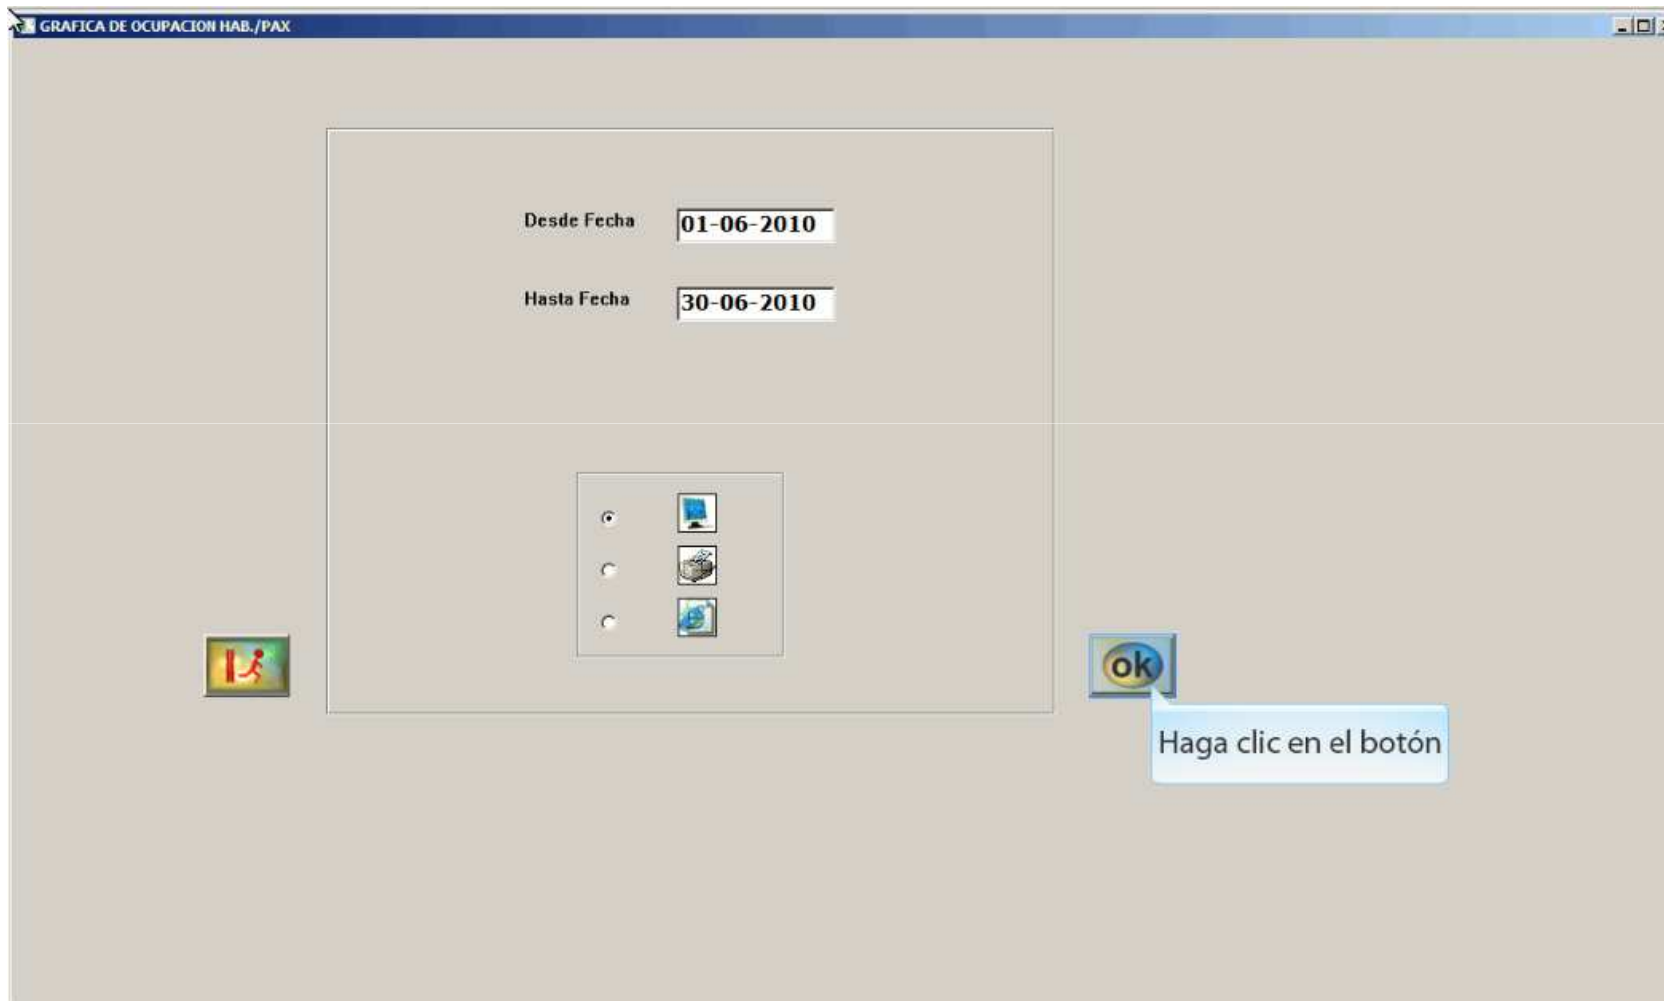 GRAFICA DE OCUPACION HAB./PAX
Desde Fecha 01-06-2010
Hasta Fecha 30-06-2010
ok
Haga clic en el botón